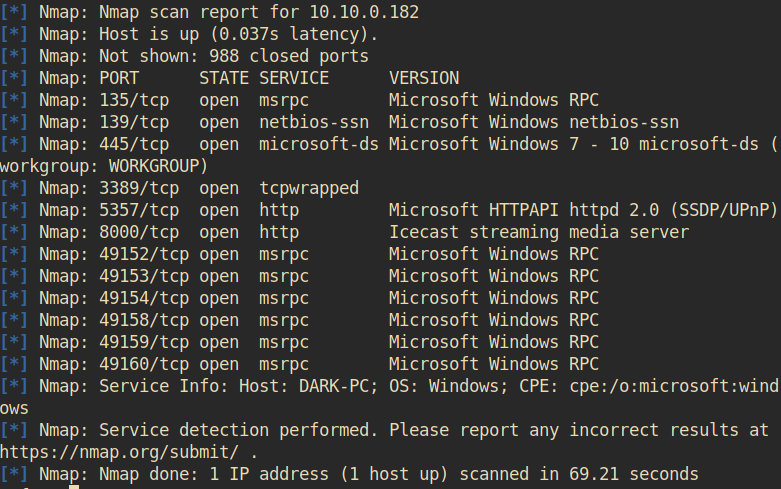 [*] Nmap: Nmap scan report for 10.10.0.182
[*] Nmap: Host is up (0.037s latency).
[*] Nmap: Not shown: 988 closed ports
[*] Nmap: PORT      STATE SERVICE      VERSION
[*] Nmap: 135/tcp   open  msrpc        Microsoft Windows RPC
[*] Nmap: 139/tcp   open  netbios-ssn  Microsoft Windows netbios-ssn
[*] Nmap: 445/tcp   open  microsoft-ds Microsoft Windows 7 - 10 microsoft-ds (
workgroup: WORKGROUP)
[*] Nmap: 3389/tcp  open  tcpwrapped
[*] Nmap: 5357/tcp  open  http         Microsoft HTTPAPI httpd 2.0 (SSDP/UPnP)
[*] Nmap: 8000/tcp  open  http         Icecast streaming media server
[*] Nmap: 49152/tcp open  msrpc        Microsoft Windows RPC
[*] Nmap: 49153/tcp open  msrpc        Microsoft Windows RPC
[*] Nmap: 49154/tcp open  msrpc        Microsoft Windows RPC
[*] Nmap: 49158/tcp open  msrpc        Microsoft Windows RPC
[*] Nmap: 49159/tcp open  msrpc        Microsoft Windows RPC
[*] Nmap: 49160/tcp open  msrpc        Microsoft Windows RPC
[*] Nmap: Service Info: Host: DARK-PC; OS: Windows; CPE: cpe:/o:microsoft:wind
ows
[*] Nmap: Service detection performed. Please report any incorrect results at
https://nmap.org/submit/ .
[*] Nmap: Nmap done: 1 IP address (1 host up) scanned in 69.21 seconds